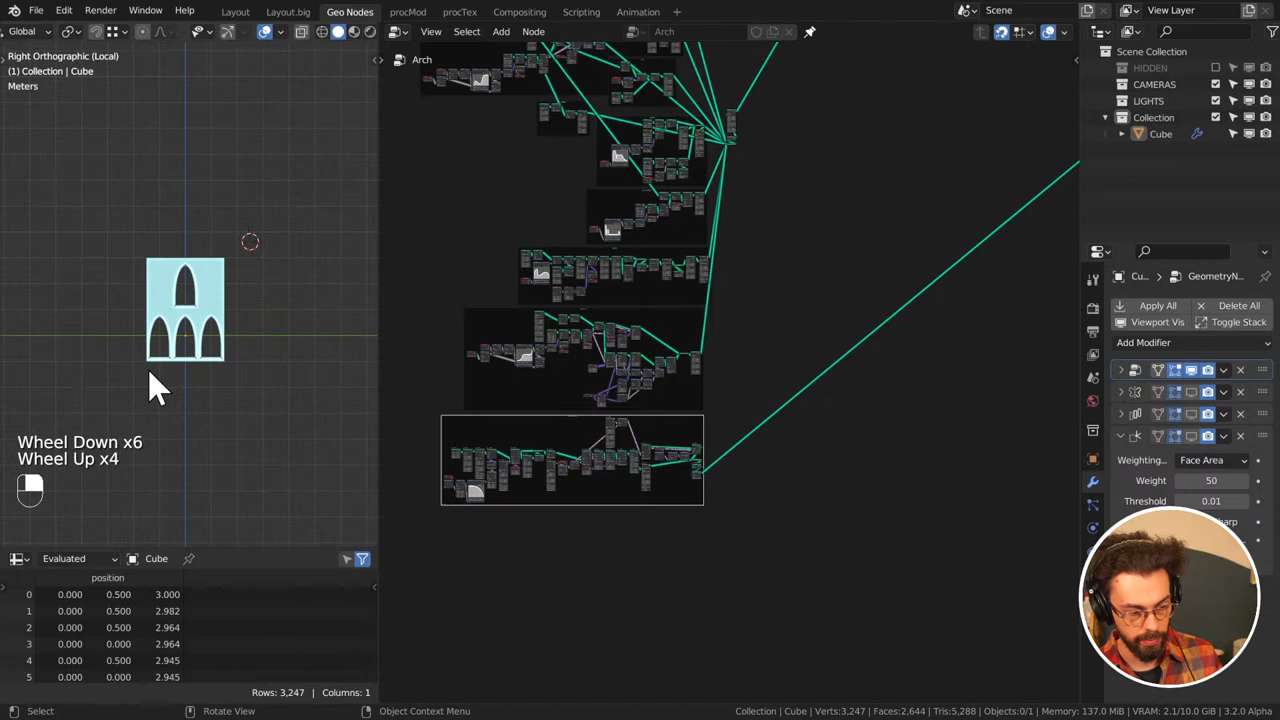 File Edit Render Window Help Layout Layout.big Geo Nodes procMod procTex Compositing Scripting Animation + Scene View Layer
Global View Select Add Node Arch
Right Orthographic (Local)
(1) Collection | Cube
Meters
Arch
Scene Collection
HIDDEN
CAMERAS
LIGHTS
Collection
Cube
Cu... GeometryN...
Apply All Delete All
Viewport Vis Toggle Stack
Add Modifier
Weighting... Face Area
Weight 50
Threshold 0.01
harp
Wheel Down x6
Wheel Up x4
Evaluated Cube
position
0 0.000 0.500 3.000
1 0.000 0.500 2.982
2 0.000 0.500 2.964
3 0.000 0.000 2.964
4 0.000 0.500 2.945
5 0.000 0.000 2.945
Rows: 3,247 | Columns: 1
Select Rotate View Object Context Menu Collection | Cube | Verts:3,247 | Faces:2,644 | Tris:5,288 | Objects:0/1 | Memory: 137.0 MiB | VRAM: 2.1/10.0 GiB | 3.2.0 Alpha